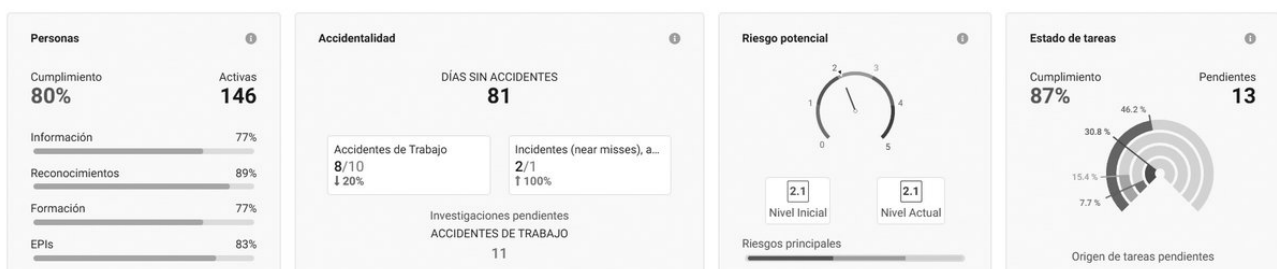 Personas
Cumplimiento Activas
80% 146
Información 77%
Reconocimientos 89%
Formación 77%
EPIs 83%
Accidentalidad
DÍAS SIN ACCIDENTES
81
Accidentes de Trabajo
8/10
↓ 20%
Incidentes (near misses), a...
2/1
↑ 100%
Investigaciones pendientes
ACCIDENTES DE TRABAJO
11
Riesgo potencial
0
1
2
3
4
5
2.1
Nivel Inicial
2.1
Nivel Actual
Riesgos principales
Estado de tareas
Cumplimiento Pendientes
87% 13
46.2 %
30.8 %
15.4 %
7.7 %
Origen de tareas pendientes